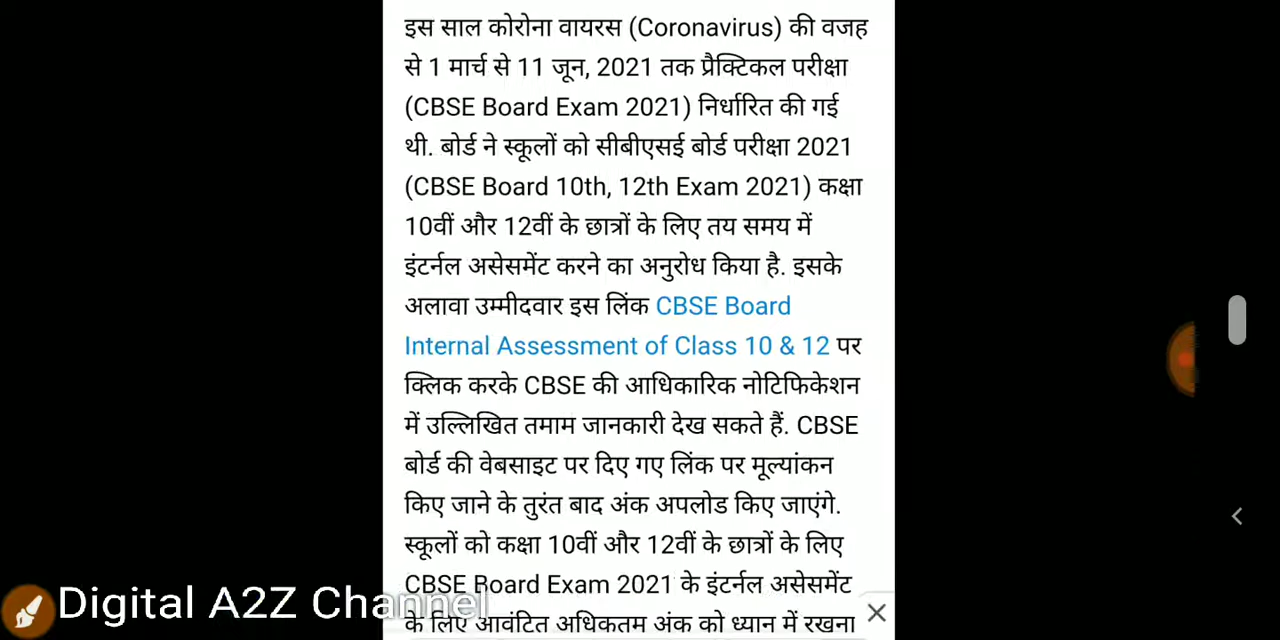 इस साल कोरोना वायरस (Coronavirus) की वजह
से 1 मार्च से 11 जून, 2021 तक प्रैक्टिकल परीक्षा
(CBSE Board Exam 2021) निर्धारित की गई
थी. बोर्ड ने स्कूलों को सीबीएसई बोर्ड परीक्षा 2021
(CBSE Board 10th, 12th Exam 2021) कक्षा
10वीं और 12वीं के छात्रों के लिए तय समय में
इंटर्नल असेसमेंट करने का अनुरोध किया है. इसके
अलावा उम्मीदवार इस लिंक CBSE Board
Internal Assessment of Class 10 & 12 पर
क्लिक करके CBSE की आधिकारिक नोटिफिकेशन
में उल्लिखित तमाम जानकारी देख सकते हैं. CBSE
बोर्ड की वेबसाइट पर दिए गए लिंक पर मूल्यांकन
किए जाने के तुरंत बाद अंक अपलोड किए जाएंगे.
स्कूलों को कक्षा 10वीं और 12वीं के छात्रों के लिए
CBSE Board Exam 2021 के इंटर्नल असेसमेंट
के लिए आवंटित अधिकतम अंक को ध्यान में रखना
Digital A2Z Channel